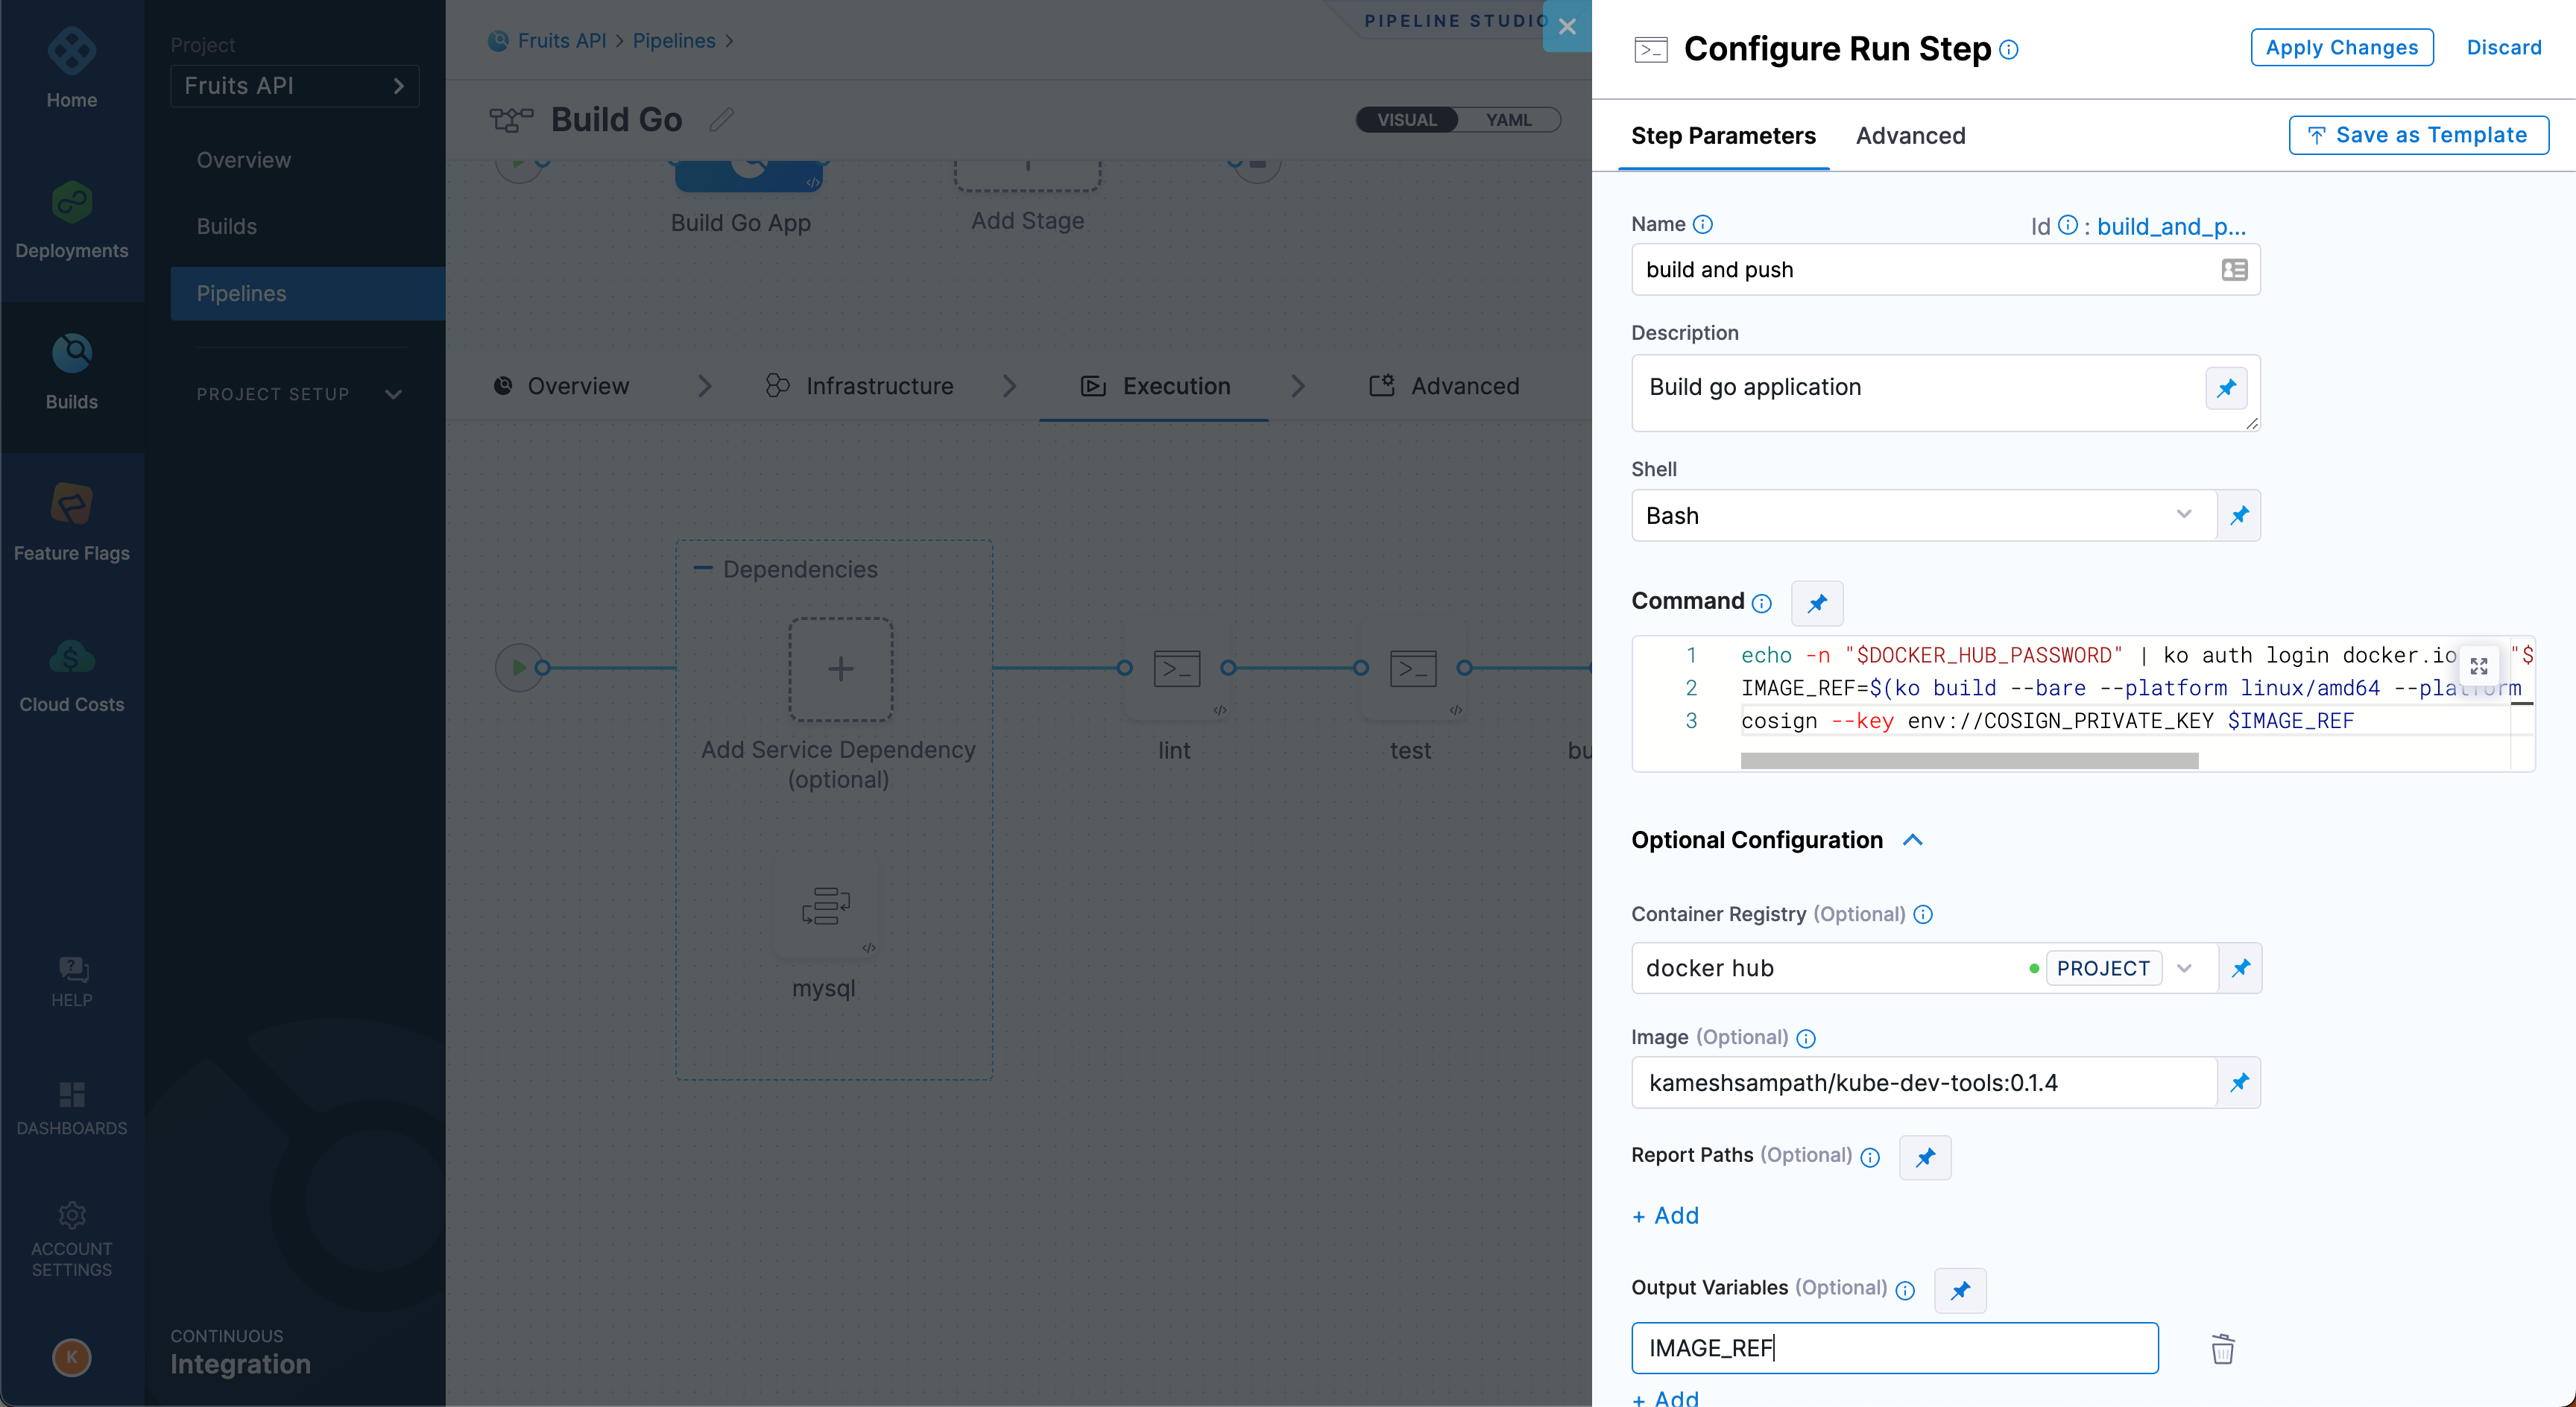 Home
Deployments
Builds
Feature Flags
Cloud Costs
HELP
DASHBOARDS
ACCOUNT
SETTINGS
K
Project
Fruits API
Overview
Builds
Pipelines
PROJECT SETUP
CONTINUOUS
Integration
Fruits API > Pipelines >
PIPELINE STUDIO
Build Go
VISUAL
YAML
Build Go App
Add Stage
Overview
Infrastructure
Execution
Advanced
Dependencies
Add Service Dependency
(optional)
mysql
lint
test
bu
Configure Run Step
Apply Changes
Discard
Step Parameters
Advanced
Save as Template
Name
Id : build_and_p...
build and push
Description
Build go application
Shell
Bash
Command
1 echo -n "$DOCKER_HUB_PASSWORD" | ko auth login docker.io "$
2 IMAGE_REF=$(ko build --bare --platform linux/amd64 --platform
3 cosign --key env://COSIGN_PRIVATE_KEY $IMAGE_REF
Optional Configuration
Container Registry (Optional)
docker hub
PROJECT
Image (Optional)
kameshsampath/kube-dev-tools:0.1.4
Report Paths (Optional)
+ Add
Output Variables (Optional)
IMAGE_REF
+ Add